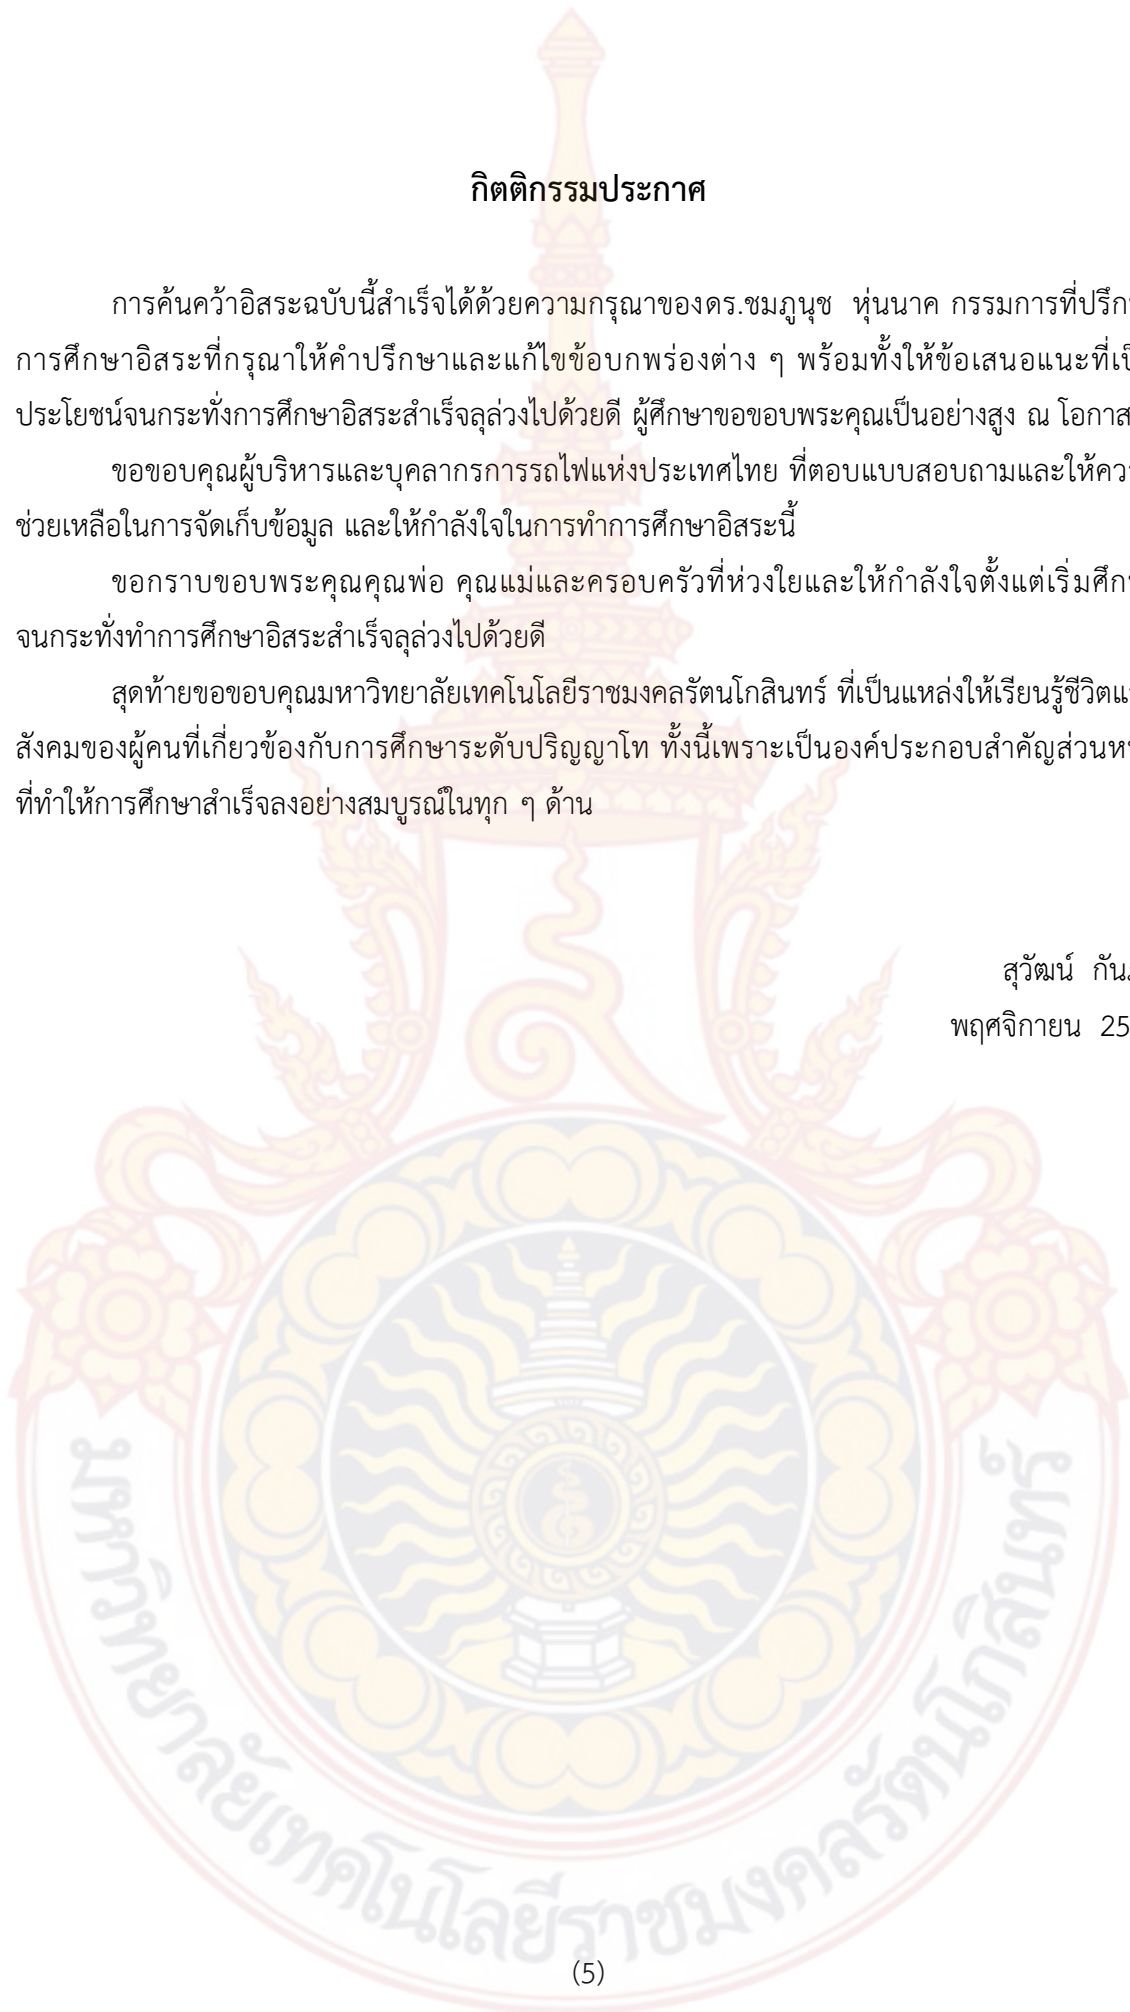 กิตติกรรมประกาศ
การค้นคว้าอิสระฉบับนี้สำเร็จได้ด้วยความกรุณาของดร.ชมภูนุช หุ่นนาค กรรมการที่
การศึกษาอิสระที่กรุณาให้คำปรึกษาและแก้ไขข้อบกพร่องต่าง ๆ พร้อมทั้งให้ข้อเสนอแนะที่
ประโยชน์จนกระทั่งการศึกษาอิสระสำเร็จลุล่วงไปด้วยดี ผู้ศึกษาขอขอบพระคุณเป็นอย่างสูง ณ โอกาส
ขอขอบคุณผู้บริหารและบุคลากรการรถไฟแห่งประเทศไทย ที่ตอบแบบสอบถามและให้
ช่วยเหลือในการจัดเก็บข้อมูล และให้กำลังใจในการทำการศึกษาอิสระนี้
ขอกราบขอบพระคุณคุณพ่อ คุณแม่และครอบครัวที่ห่วงใยและให้กำลังใจตั้งแต่เริ่ม
จนกระทั่งทำการศึกษาอิสระสำเร็จลุล่วงไปด้วยดี
สุดท้ายขอขอบคุณมหาวิทยาลัยเทคโนโลยีราชมงคลรัตนโกสินทร์ ที่เป็นแหล่งให้เรียนรู้ชีวิต
สังคมของผู้คนที่เกี่ยวข้องกับการศึกษาระดับปริญญาโท ทั้งนี้เพราะเป็นองค์ประกอบสำคัญส่วน
ที่ทำให้การศึกษาสำเร็จลงอย่างสมบูรณ์ในทุก ๆ ด้าน
สุวัฒน์
พฤศจิกายน
มหาวิทยาลัยเทคโนโลยีราชมงคลรัตนโกสินทร์
(5)